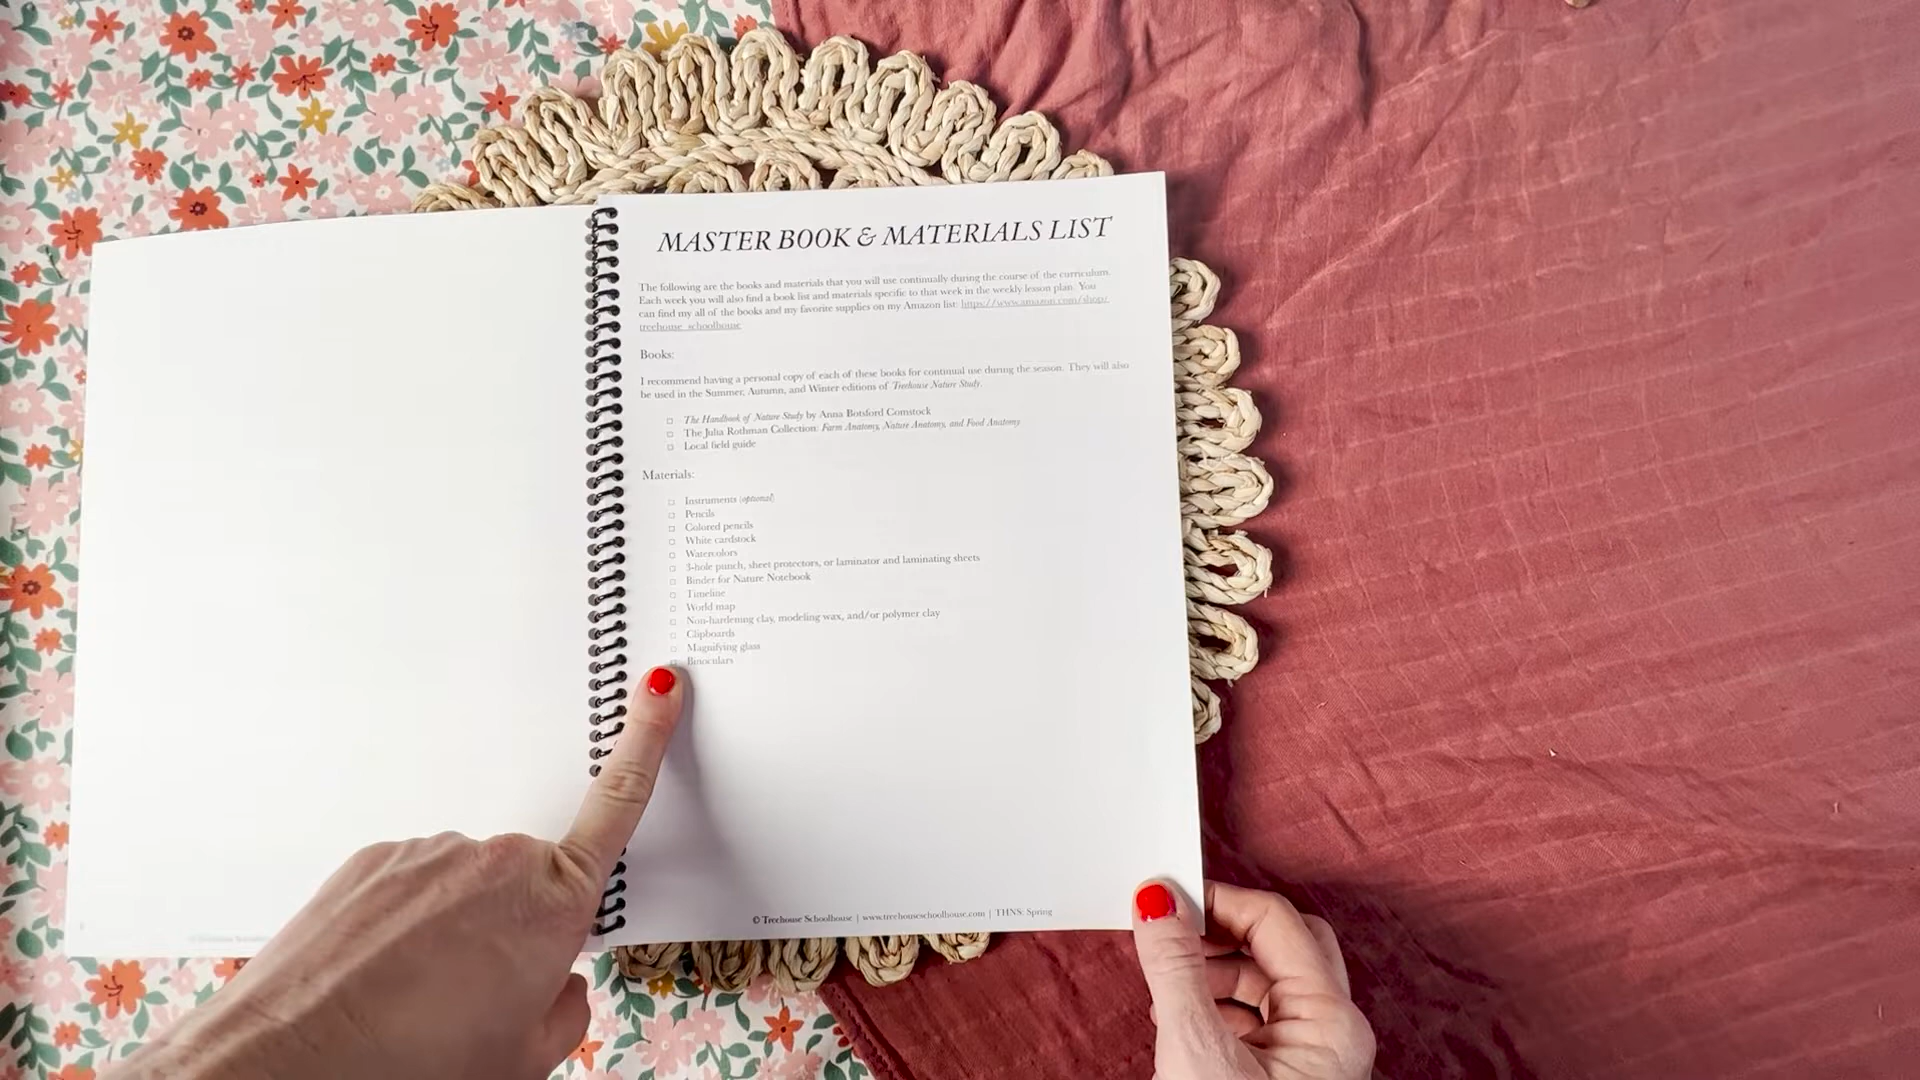 MASTER BOOK & MATERIALS LIST
The following are the books and materials that you will use continually during the course of the curriculum.
Each week you will also find a book list and materials specific to that week in the weekly lesson plan. You
can find my all of the books and my favorite supplies on my Amazon list: https://www.amazon.com/shop/
treehouse_schoolhouse
Books:
I recommend having a personal copy of each of these books for continual use during the season. They will also
be used in the Summer, Autumn, and Winter editions of Treehouse Nature Study.
The Handbook of Nature Study by Anna Botsford Comstock
The Julia Rothman Collection: Farm Anatomy, Nature Anatomy, and Food Anatomy
Local field guide
Materials:
Instruments (optional)
Pencils
Colored pencils
White cardstock
Watercolors
3-hole punch, sheet protectors, or laminator and laminating sheets
Binder for Nature Notebook
Timeline
World map
Non-hardening clay, modeling wax, and/or polymer clay
Clipboards
Magnifying glass
Binoculars
© Treehouse Schoolhouse | www.treehouseschoolhouse.com | THNS: Spring